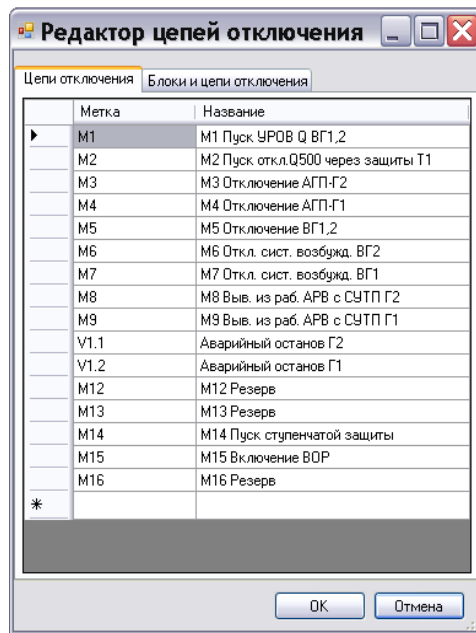 Редактор цепей отключения
Цепи отключения Блоки и цепи отключения
Метка Название
M1 M1 Пуск УРОВ Q ВГ1,2
M2 M2 Пуск откл.Q500 через защиты Т1
M3 M3 Отключение АГП-Г2
M4 M4 Отключение АГП-Г1
M5 M5 Отключение ВГ1,2
M6 M6 Откл. сист. возбужд. ВГ2
M7 M7 Откл. сист. возбужд. ВГ1
M8 M8 Выв. из раб. АРВ с СУТП Г2
M9 M9 Выв. из раб. АРВ с СУТП Г1
V1.1 Аварийный останов Г2
V1.2 Аварийный останов Г1
M12 M12 Резерв
M13 M13 Резерв
M14 M14 Пуск ступенчатой защиты
M15 M15 Включение ВОР
M16 M16 Резерв
OK Отмена